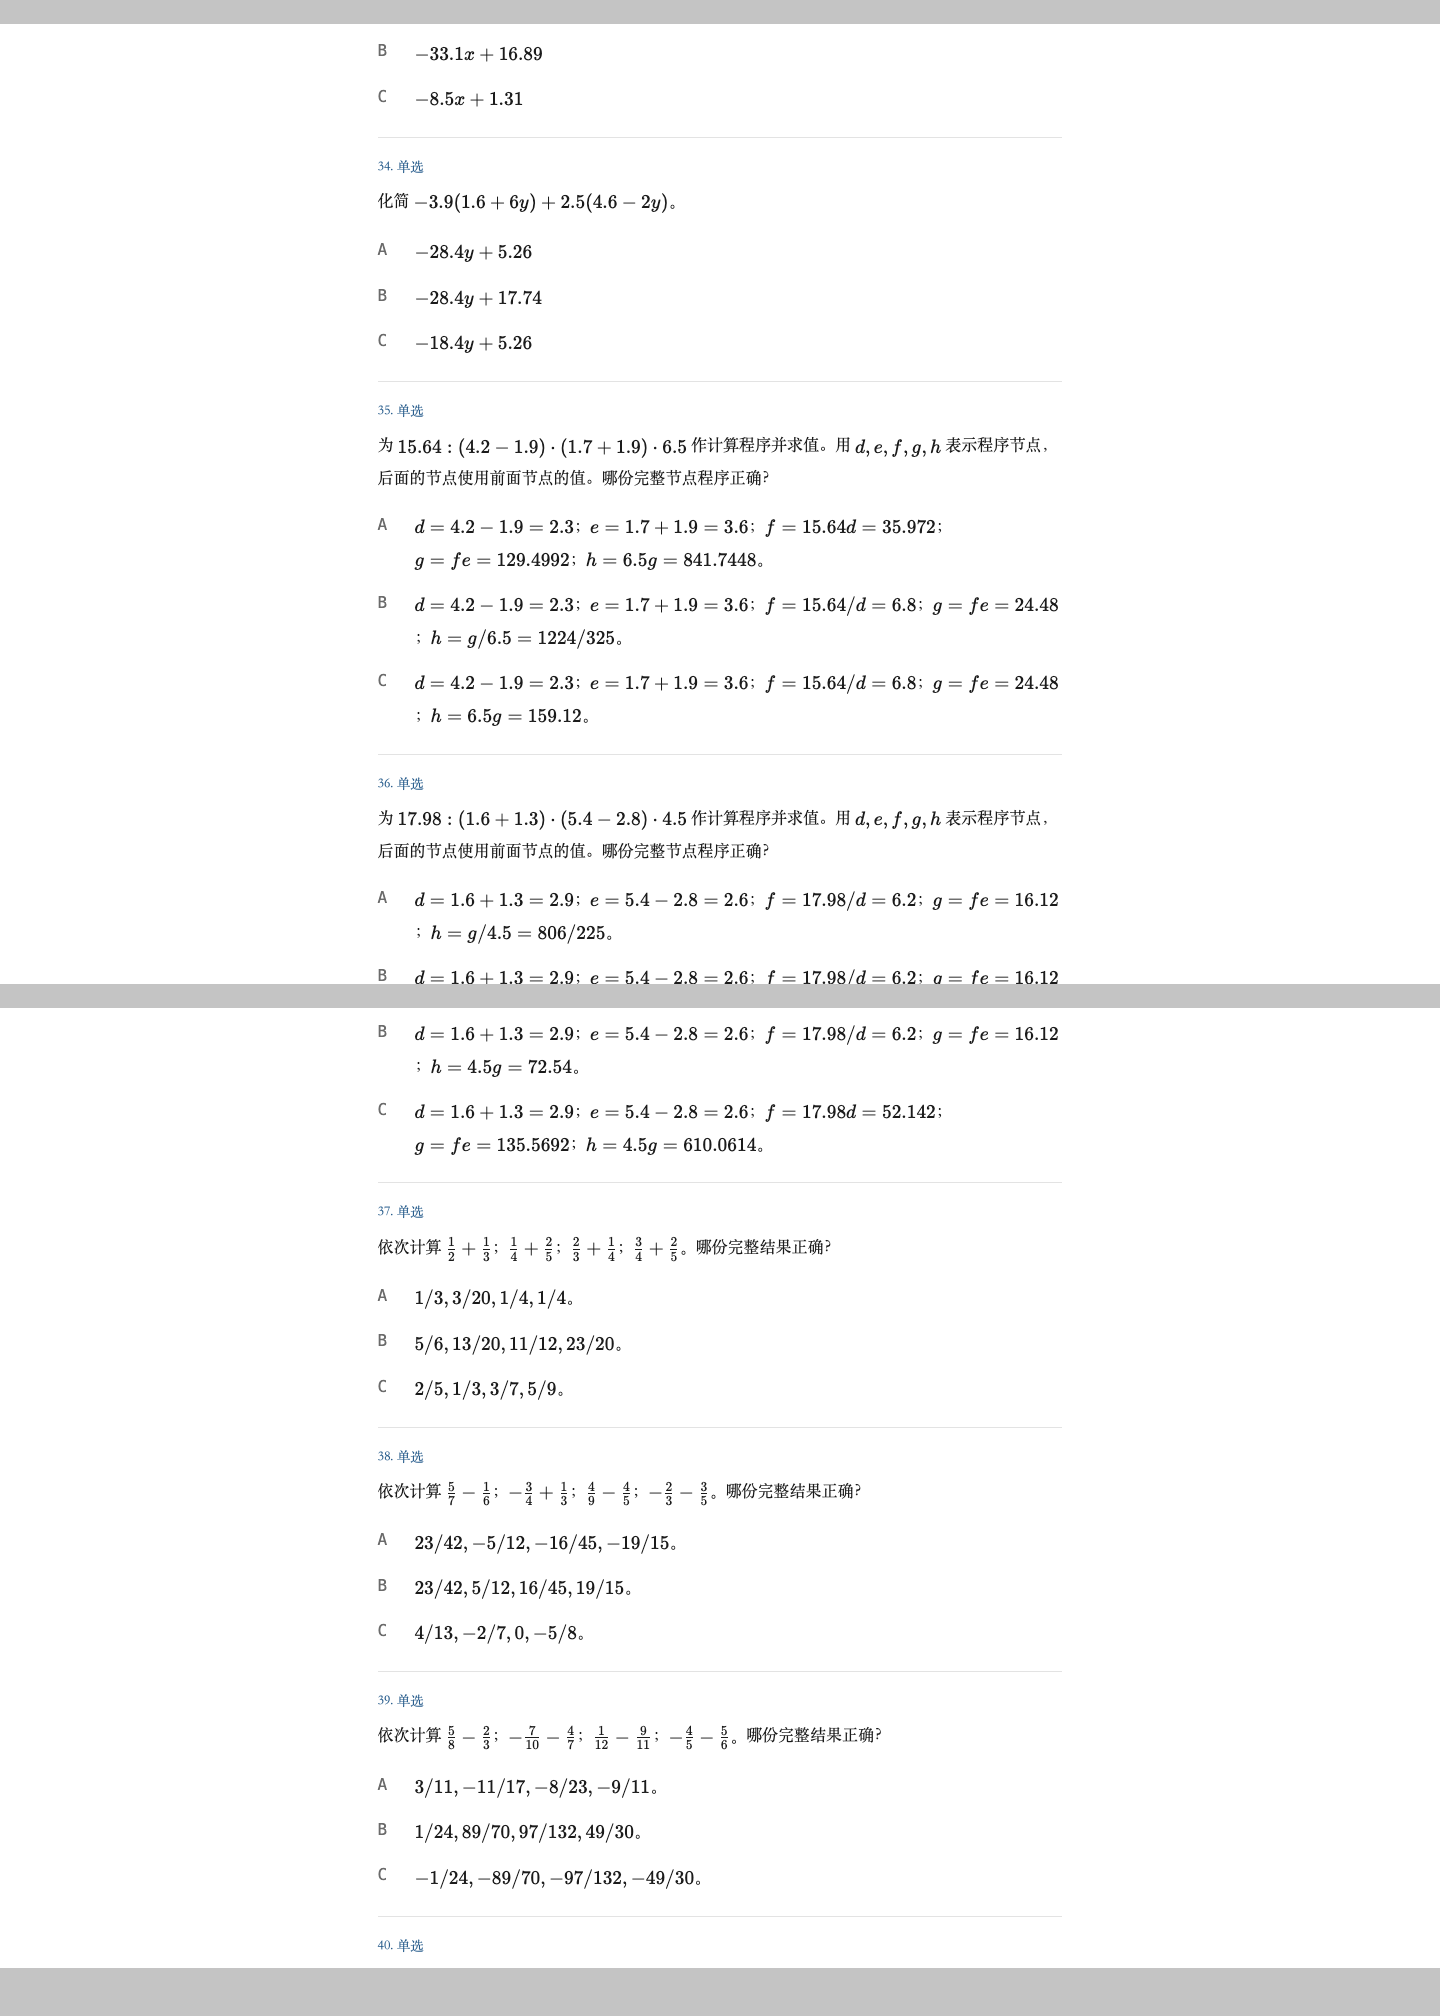 B −33.1x + 16.89
C −8.5x + 1.31
34. 单选
化简 −3.9(1.6 + 6y) + 2.5(4.6 − 2y)。
A −28.4y + 5.26
B −28.4y + 17.74
C −18.4y + 5.26
35. 单选
为 15.64 : (4.2 − 1.9) · (1.7 + 1.9) · 6.5 作计算程序并求值。用 d, e, f, g, h 表示程序节点，
后面的节点使用前面节点的值。哪份完整节点程序正确？
A d = 4.2 − 1.9 = 2.3； e = 1.7 + 1.9 = 3.6； f = 15.64d = 35.972；
g = fe = 129.4992； h = 6.5g = 841.7448。
B d = 4.2 − 1.9 = 2.3； e = 1.7 + 1.9 = 3.6； f = 15.64/d = 6.8； g = fe = 24.48
； h = g/6.5 = 1224/325。
C d = 4.2 − 1.9 = 2.3； e = 1.7 + 1.9 = 3.6； f = 15.64/d = 6.8； g = fe = 24.48
； h = 6.5g = 159.12。
36. 单选
为 17.98 : (1.6 + 1.3) · (5.4 − 2.8) · 4.5 作计算程序并求值。用 d, e, f, g, h 表示程序节点，
后面的节点使用前面节点的值。哪份完整节点程序正确？
A d = 1.6 + 1.3 = 2.9； e = 5.4 − 2.8 = 2.6； f = 17.98/d = 6.2； g = fe = 16.12
； h = g/4.5 = 806/225。
B d = 1.6 + 1.3 = 2.9； e = 5.4 − 2.8 = 2.6； f = 17.98/d = 6.2； g = fe = 16.12
B d = 1.6 + 1.3 = 2.9； e = 5.4 − 2.8 = 2.6； f = 17.98/d = 6.2； g = fe = 16.12
； h = 4.5g = 72.54。
C d = 1.6 + 1.3 = 2.9； e = 5.4 − 2.8 = 2.6； f = 17.98d = 52.142；
g = fe = 135.5692； h = 4.5g = 610.0614。
37. 单选
依次计算 1/2 + 1/3； 1/4 + 2/5； 2/3 + 1/4； 3/4 + 2/5。哪份完整结果正确？
A 1/3, 3/20, 1/4, 1/4。
B 5/6, 13/20, 11/12, 23/20。
C 2/5, 1/3, 3/7, 5/9。
38. 单选
依次计算 5/7 − 1/6； −3/4 + 1/3； 4/9 − 4/5； −2/3 − 3/5。哪份完整结果正确？
A 23/42, −5/12, −16/45, −19/15。
B 23/42, 5/12, 16/45, 19/15。
C 4/13, −2/7, 0, −5/8。
39. 单选
依次计算 5/8 − 2/3； −7/10 − 4/7； 1/12 − 9/11； −4/5 − 5/6。哪份完整结果正确？
A 3/11, −11/17, −8/23, −9/11。
B 1/24, 89/70, 97/132, 49/30。
C −1/24, −89/70, −97/132, −49/30。
40. 单选